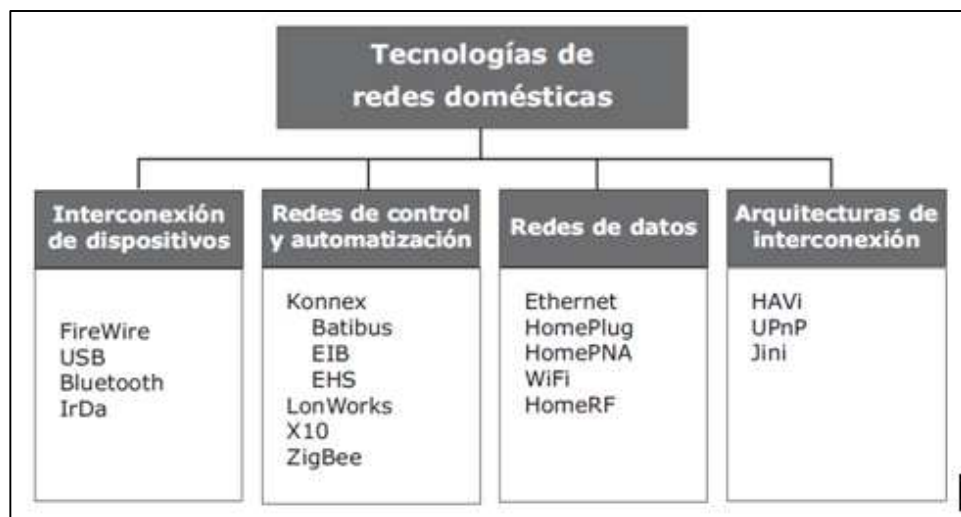 Tecnologías de
redes domésticas
Interconexión
de dispositivos
FireWire
USB
Bluetooth
IrDa
Redes de control
y automatización
Konnex
Batibus
EIB
EHS
LonWorks
X10
ZigBee
Redes de datos
Ethernet
HomePlug
HomePNA
WiFi
HomeRF
Arquitecturas de
interconexión
HAVi
UPnP
Jini